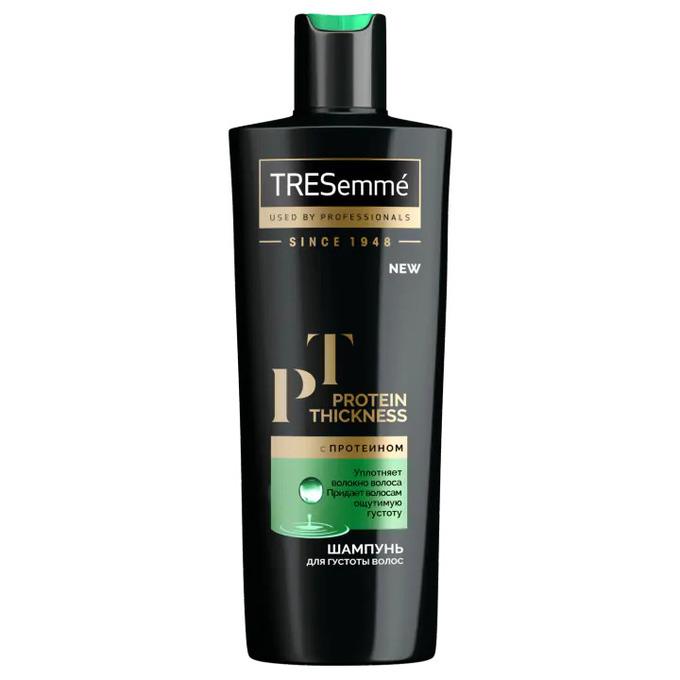 TRESemmé
USED BY PROFESSIONALS
SINCE 1948
NEW
PT
PROTEIN
THICKNESS
С ПРОТЕИНОМ
Уплотняет
волокно волоса
Придает волосам
ощутимую
густоту
ШАМПУНЬ
ДЛЯ ГУСТОТЫ ВОЛОС